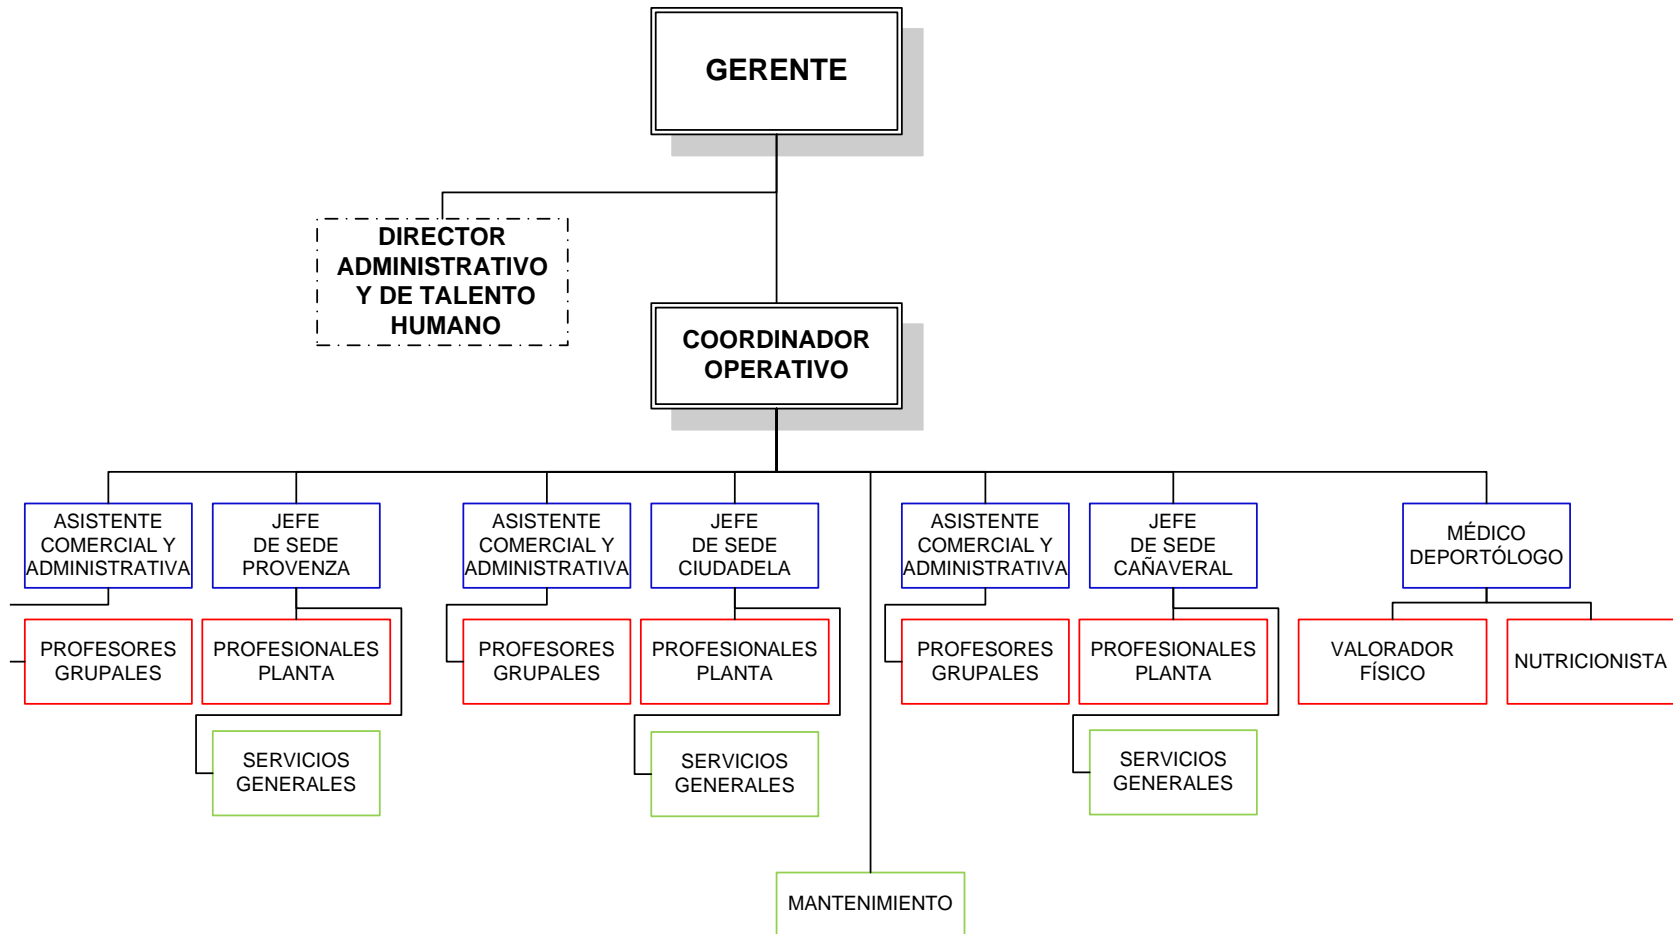 GERENTE
DIRECTOR
ADMINISTRATIVO
Y DE TALENTO
HUMANO
COORDINADOR
OPERATIVO
ASISTENTE
COMERCIAL Y
ADMINISTRATIVA
JEFE
DE SEDE
PROVENZA
ASISTENTE
COMERCIAL Y
ADMINISTRATIVA
JEFE
DE SEDE
CIUDADELA
ASISTENTE
COMERCIAL Y
ADMINISTRATIVA
JEFE
DE SEDE
CAÑAVERAL
MÉDICO
DEPORTÓLOGO
PROFESORES
GRUPALES
PROFESIONALES
PLANTA
PROFESORES
GRUPALES
PROFESIONALES
PLANTA
PROFESORES
GRUPALES
PROFESIONALES
PLANTA
VALORADOR
FÍSICO
NUTRICIONISTA
SERVICIOS
GENERALES
SERVICIOS
GENERALES
SERVICIOS
GENERALES
MANTENIMIENTO